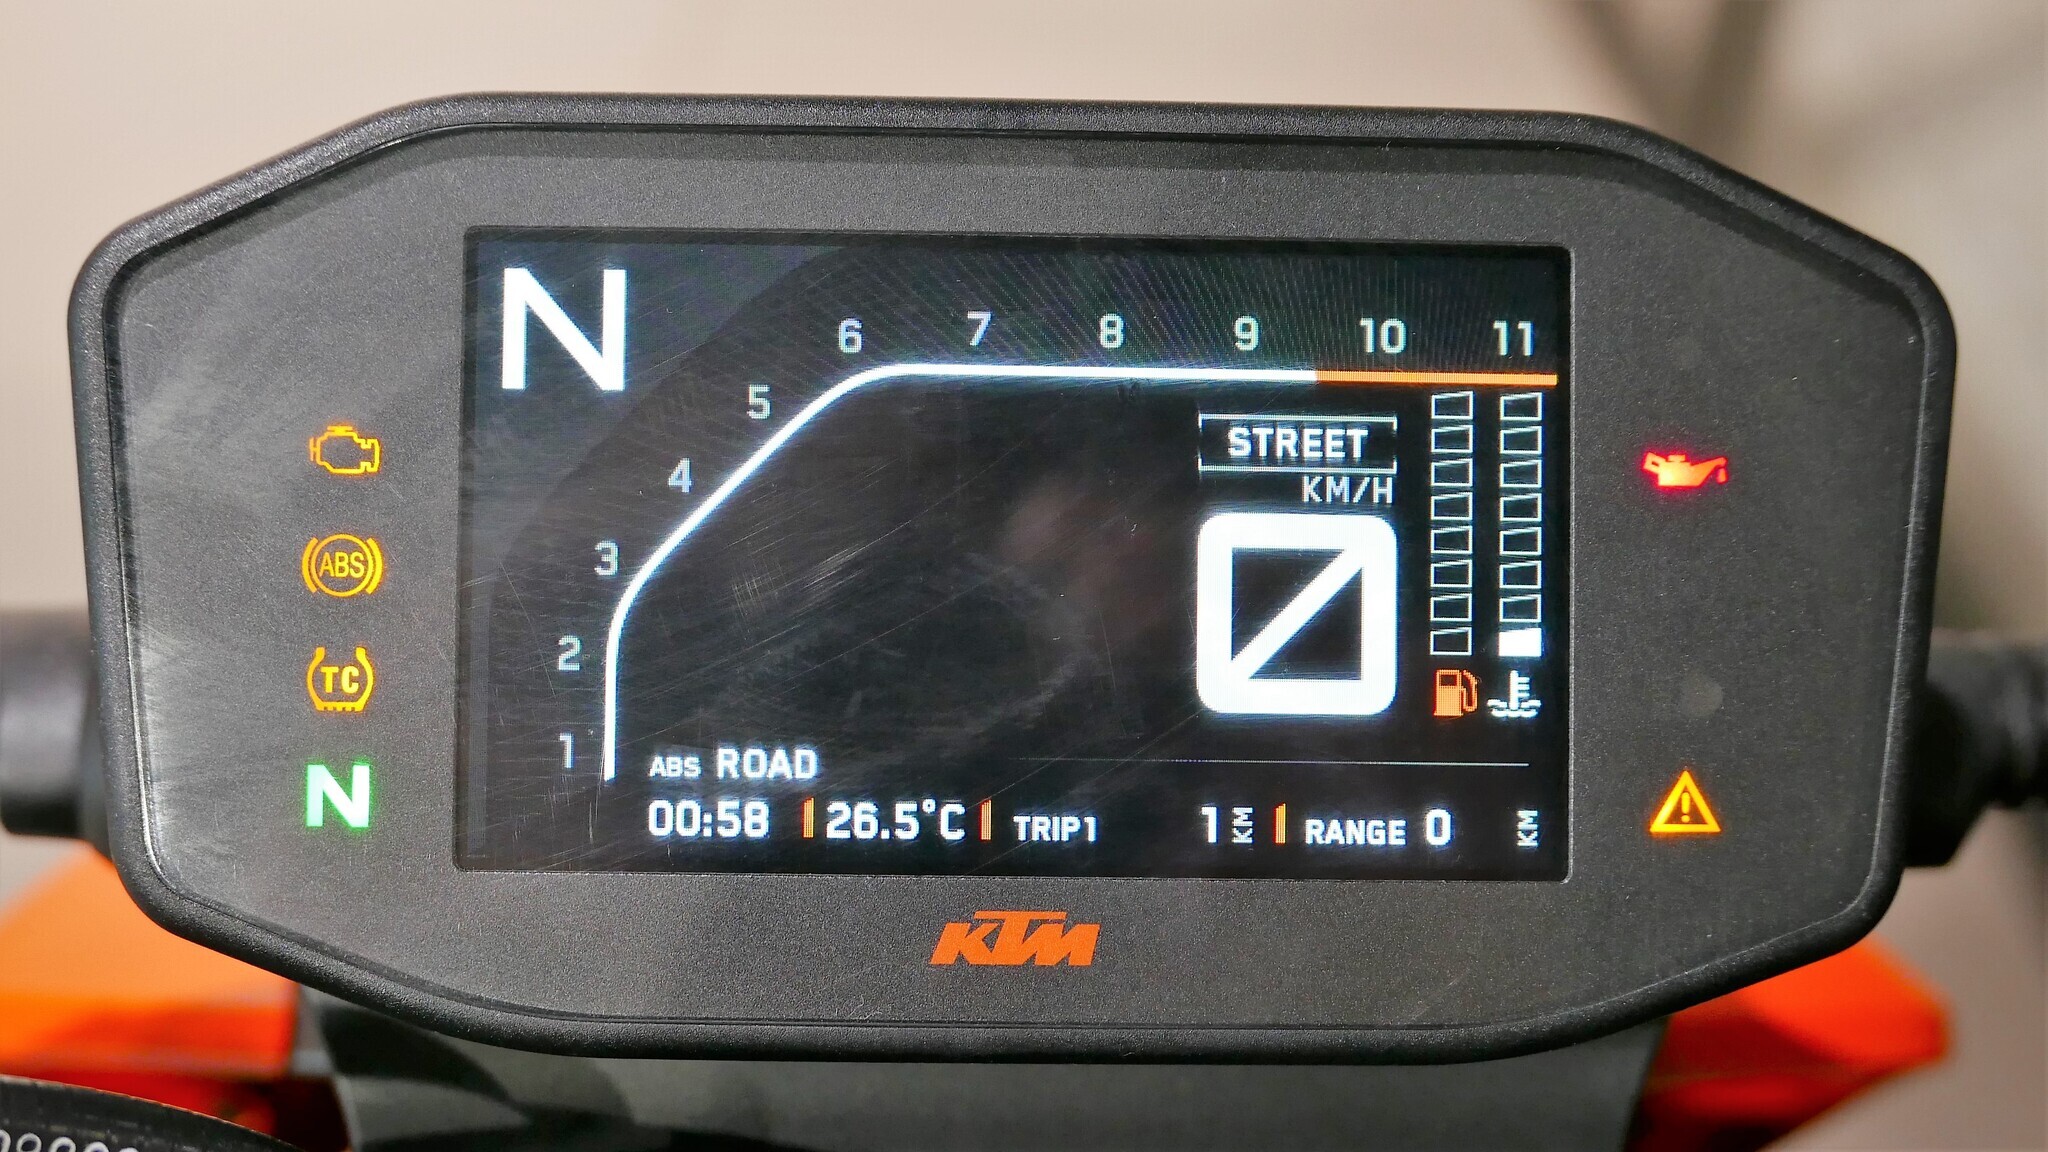 N
6 7 8 9 10 11
5
4
3
2
1
STREET
KM/H
0
ABS
TC
N
ABS ROAD
00:58 26.5°C TRIP1 1 KM RANGE 0 KM
KTM